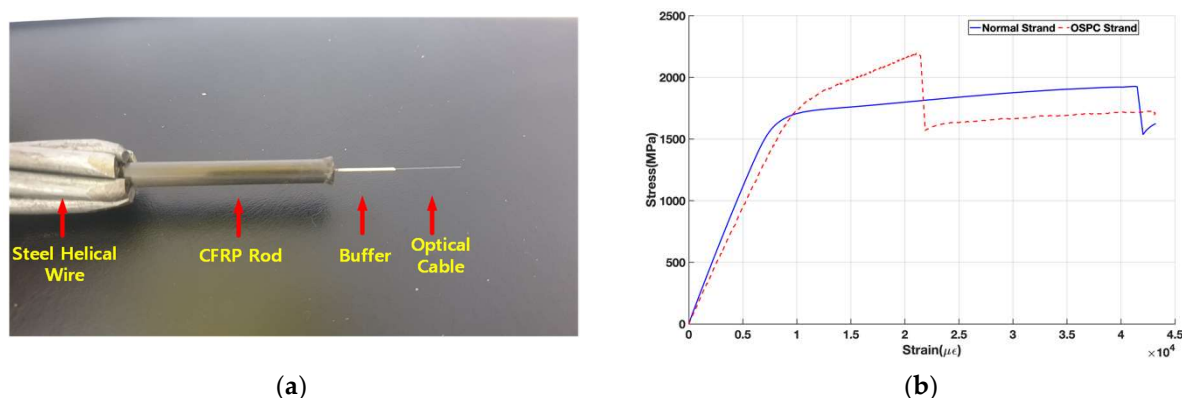 Steel Helical
Wire
CFRP Rod
Buffer
Optical
Cable
(a)
2500
2000
1500
1000
500
0
Stress(MPa)
Normal Strand
OSPC Strand
0
0.5
1
1.5
2
2.5
3
3.5
4
4.5
×10⁴
Strain(με)
(b)